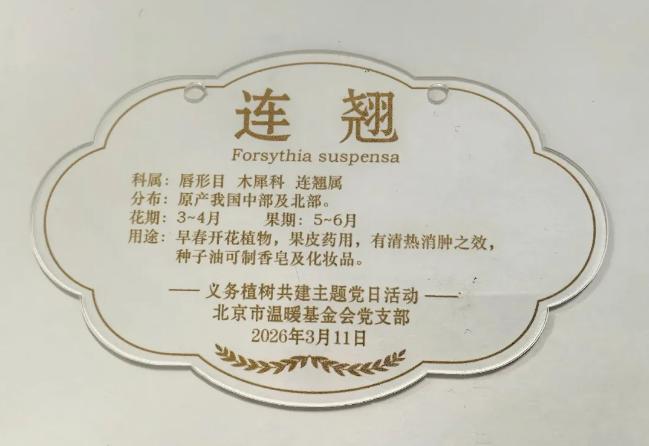 连 翘
Forsythia suspensa
科属：唇形目 木犀科 连翘属
分布：原产我国中部及北部。
花期：3~4月 果期：5~6月
用途：早春开花植物，果皮药用，有清热消肿之效，
种子油可制香皂及化妆品。
—— 义务植树共建主题党日活动 ——
北京市温暖基金会党支部
2026年3月11日